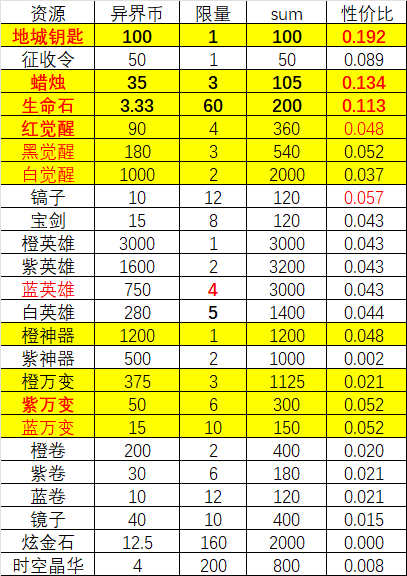 资源 异界币 限量 sum 性价比
地城钥匙 100 1 100 0.192
征收令 50 1 50 0.089
蜡烛 35 3 105 0.134
生命石 3.33 60 200 0.113
红觉醒 90 4 360 0.048
黑觉醒 180 3 540 0.052
白觉醒 1000 2 2000 0.037
镐子 10 12 120 0.057
宝剑 15 8 120 0.043
橙英雄 3000 1 3000 0.043
紫英雄 1600 2 3200 0.043
蓝英雄 750 4 3000 0.043
白英雄 280 5 1400 0.044
橙神器 1200 1 1200 0.048
紫神器 500 2 1000 0.002
橙万变 375 3 1125 0.021
紫万变 50 6 300 0.052
蓝万变 15 10 150 0.052
橙卷 200 2 400 0.020
紫卷 30 6 180 0.021
蓝卷 10 12 120 0.021
镜子 40 10 400 0.015
炫金石 12.5 160 2000 0.000
时空晶华 4 200 800 0.008